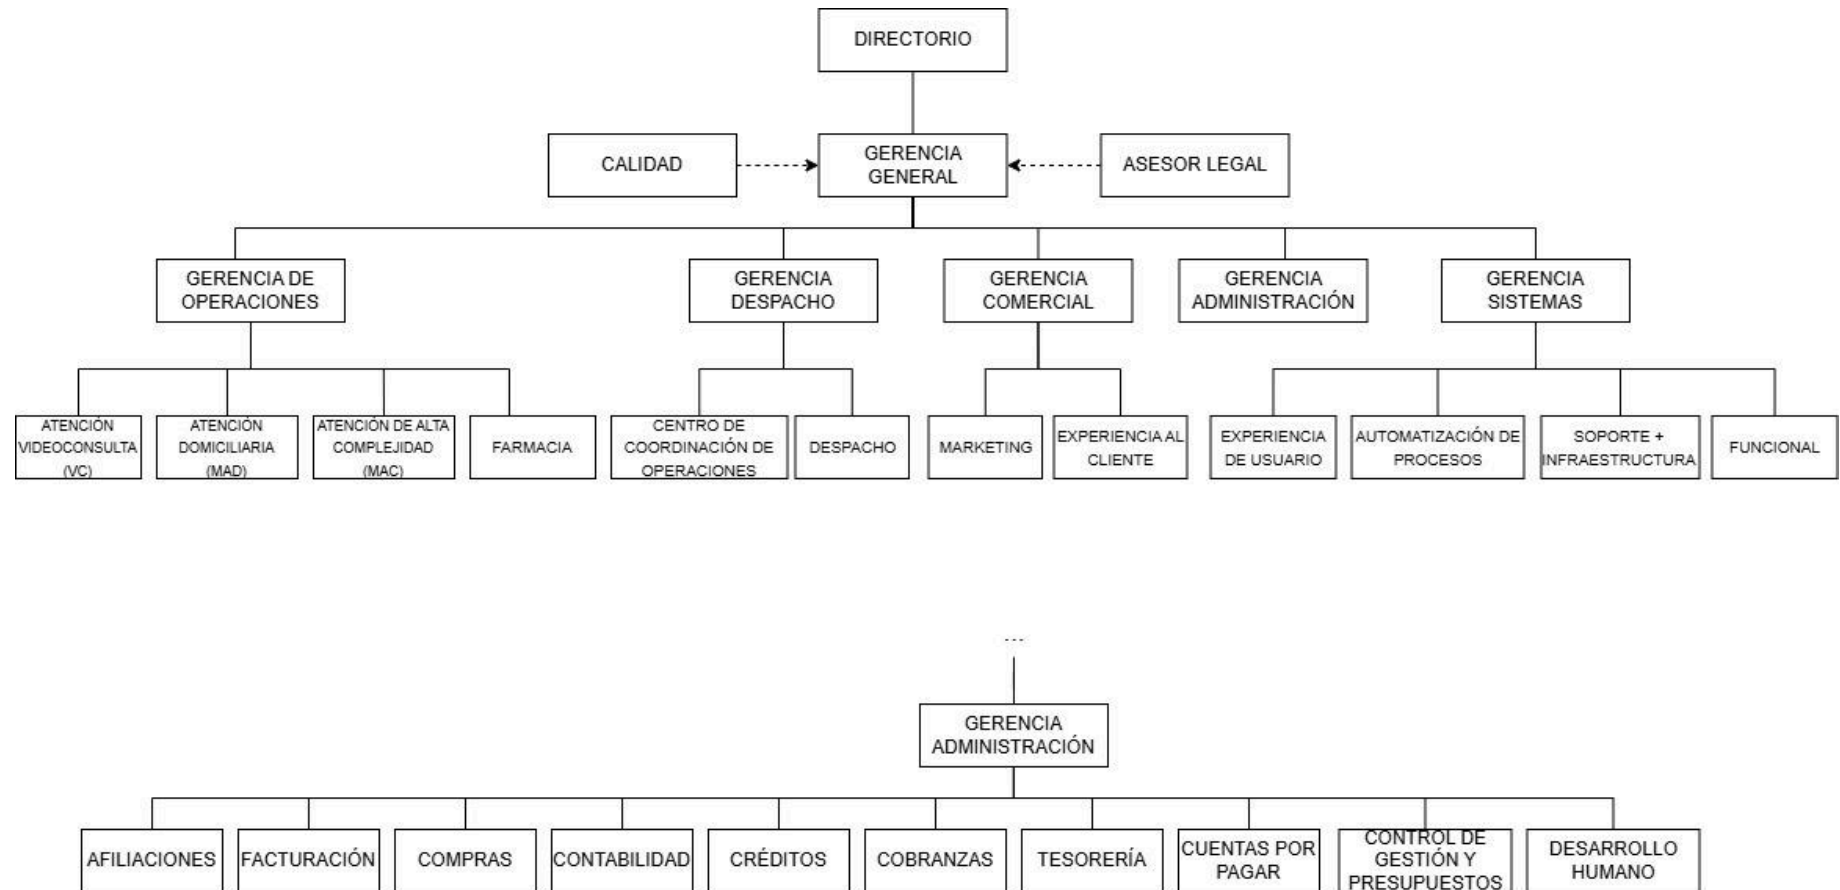 DIRECTORIO
CALIDAD
GERENCIA
GENERAL
ASESOR LEGAL
GERENCIA DE
OPERACIONES
GERENCIA
DESPACHO
GERENCIA
COMERCIAL
GERENCIA
ADMINISTRACIÓN
GERENCIA
SISTEMAS
ATENCIÓN
VIDEOCONSULTA
(VC)
ATENCIÓN
DOMICILIARIA
(MAD)
ATENCIÓN DE ALTA
COMPLEJIDAD
(MAC)
FARMACIA
CENTRO DE
COORDINACIÓN DE
OPERACIONES
DESPACHO
MARKETING
EXPERIENCIA AL
CLIENTE
EXPERIENCIA
DE USUARIO
AUTOMATIZACIÓN DE
PROCESOS
SOPORTE +
INFRAESTRUCTURA
FUNCIONAL
...
GERENCIA
ADMINISTRACIÓN
AFILIACIONES
FACTURACIÓN
COMPRAS
CONTABILIDAD
CRÉDITOS
COBRANZAS
TESORERÍA
CUENTAS POR
PAGAR
CONTROL DE
GESTIÓN Y
PRESUPUESTOS
DESARROLLO
HUMANO